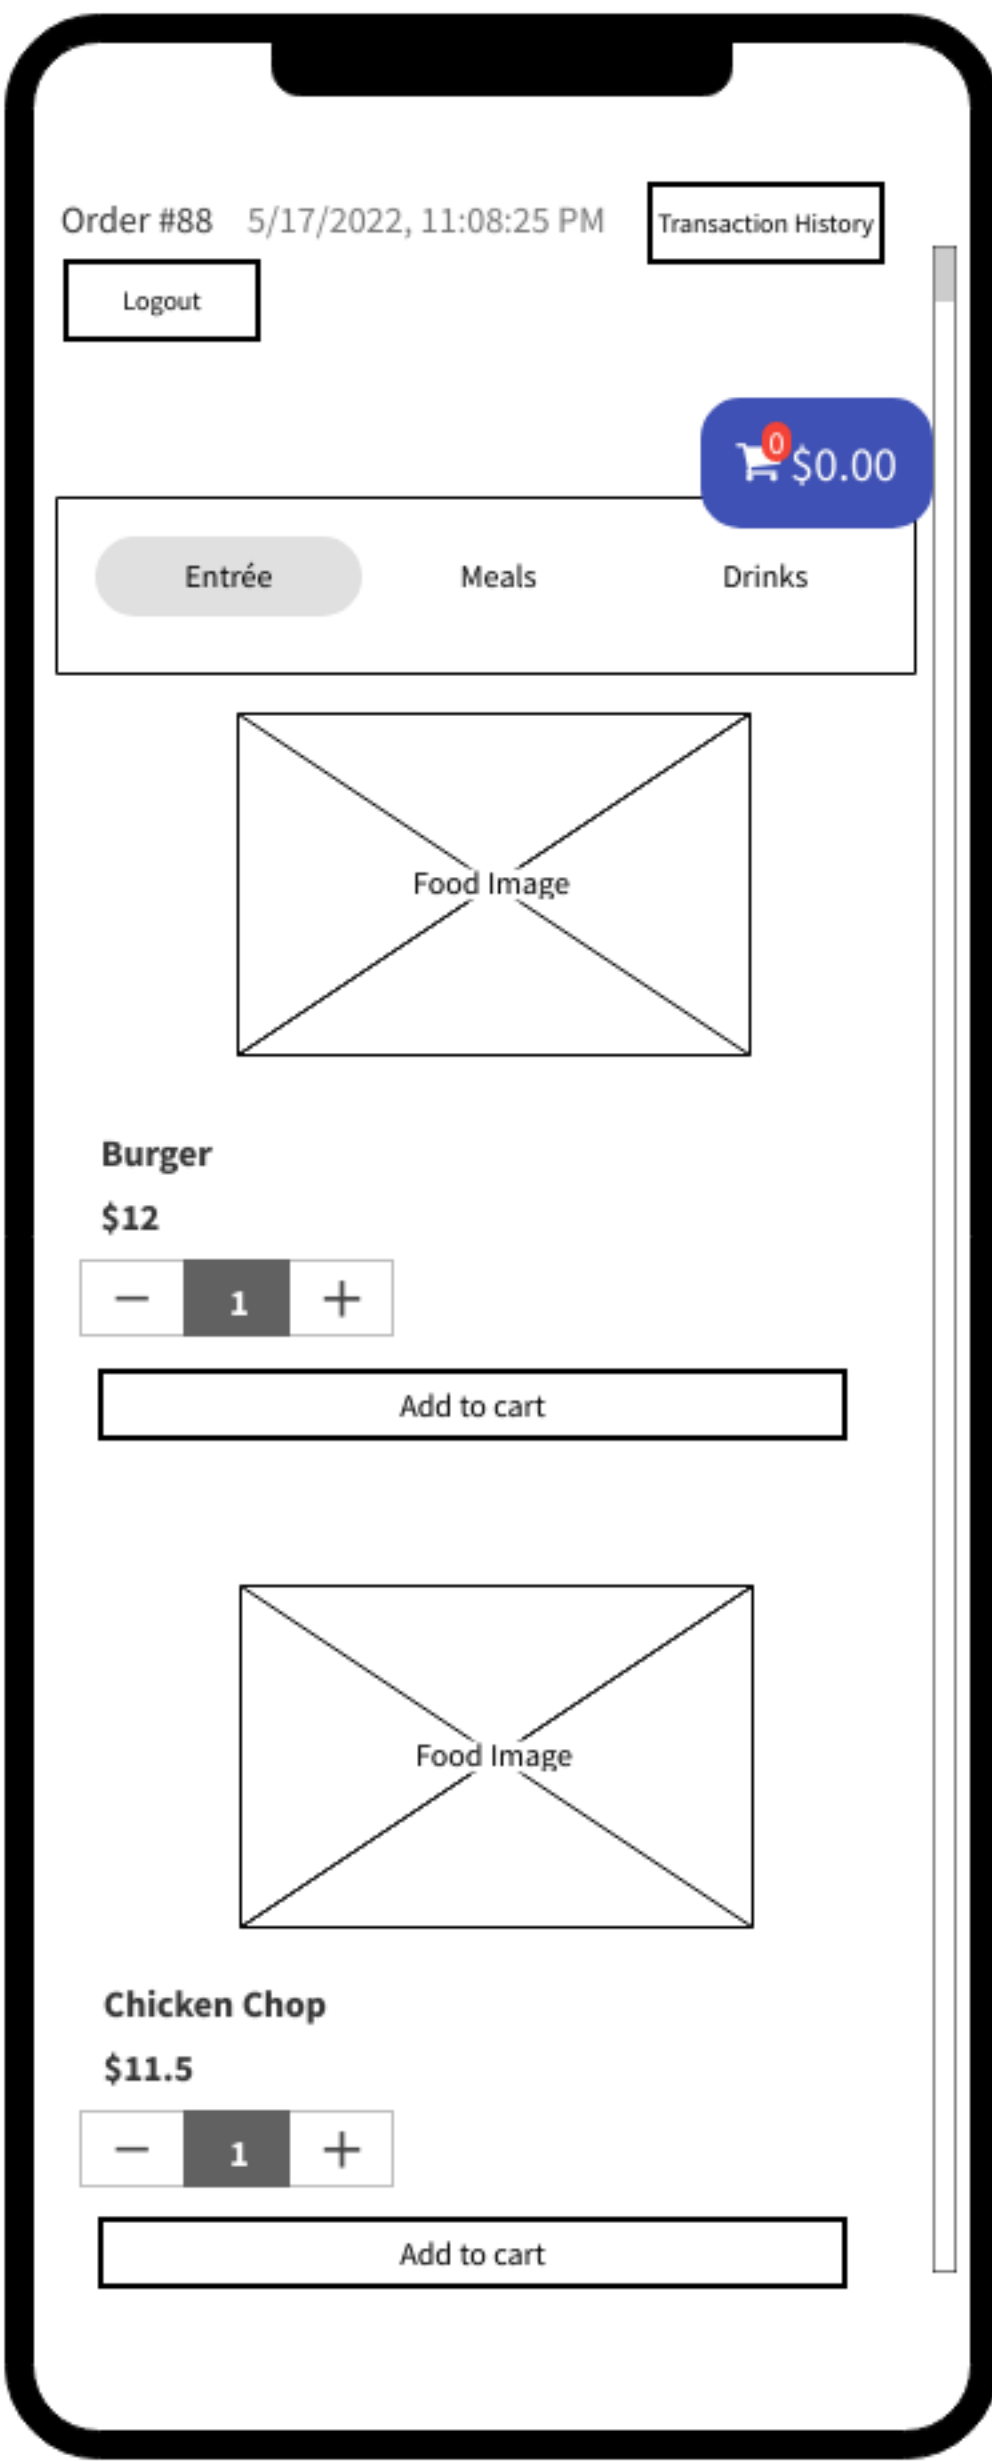 Order #88 5/17/2022, 11:08:25 PM Transaction History
Logout
0 $0.00
Entrée Meals Drinks
Food Image
Burger
$12
− 1 +
Add to cart
Food Image
Chicken Chop
$11.5
− 1 +
Add to cart